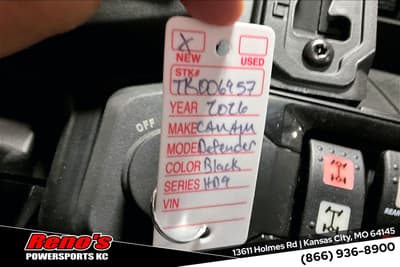 X
NEW
USED
STK# TK006957
YEAR 2026
MAKE CAN Am
MODE Defender
COLOR Black
SERIES HD9
VIN
OFF
Reno's
POWERSPORTS KC
13611 Holmes Rd | Kansas City, MO 64145
(866) 936-8900